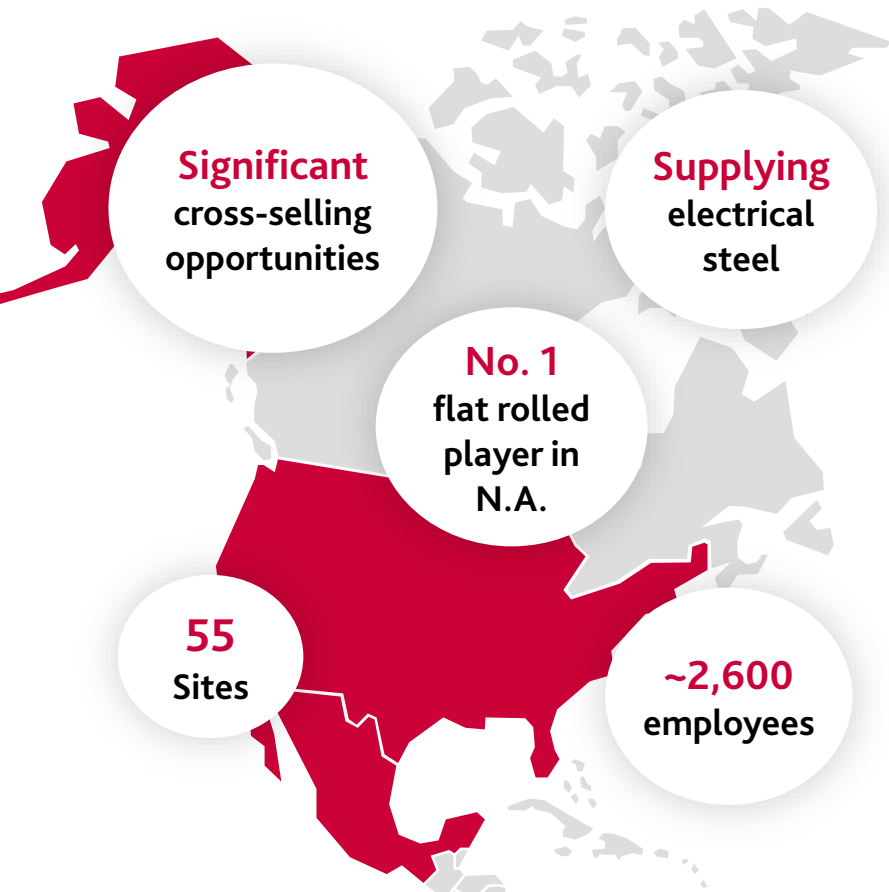 Significant
cross-selling
opportunities
Supplying
electrical
steel
No. 1
flat rolled
player in
N.A.
55
Sites
~2,600
employees